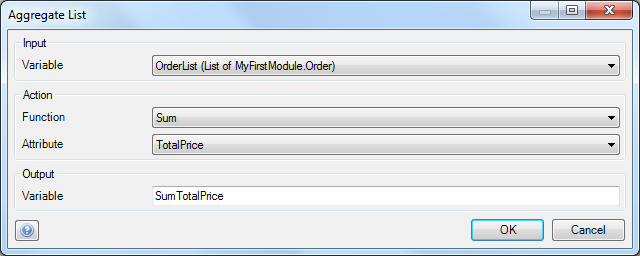 Aggregate List
Input
Variable OrderList (List of MyFirstModule.Order)
Action
Function Sum
Attribute TotalPrice
Output
Variable SumTotalPrice
? OK Cancel